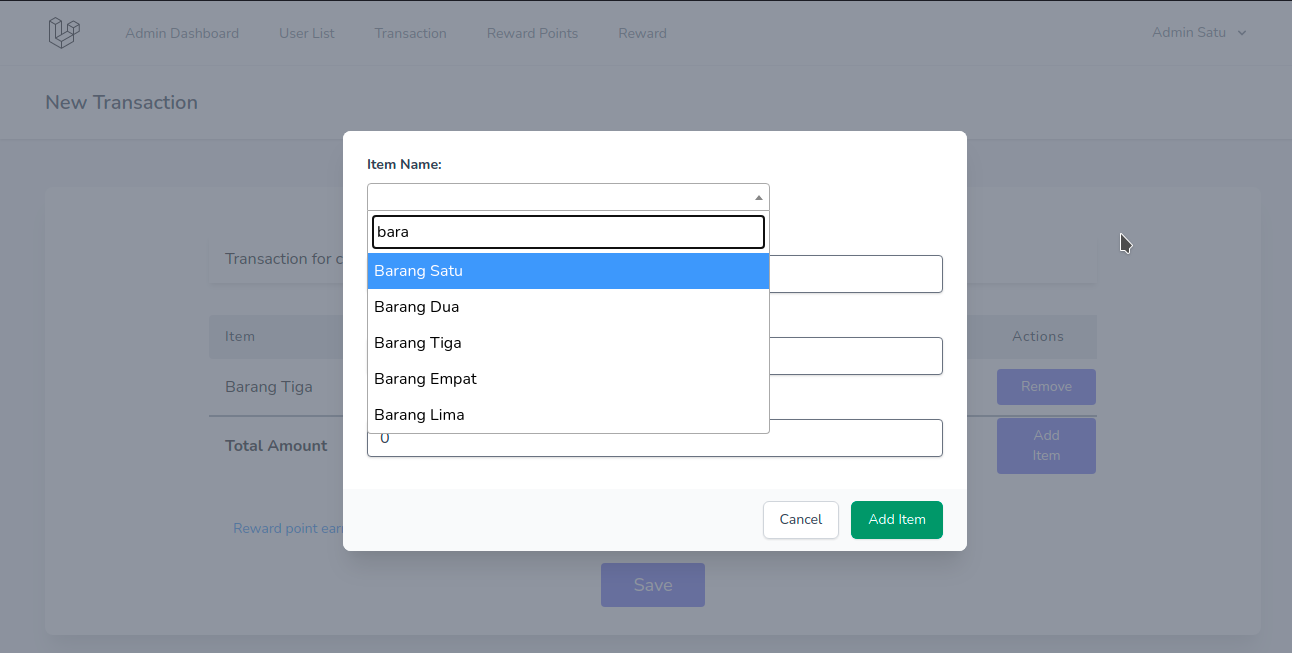 Admin Dashboard User List Transaction Reward Points Reward Admin Satu
New Transaction
Item Name:
bara
Barang Satu
Barang Dua
Barang Tiga
Barang Empat
Barang Lima
0
Transaction for
Item Actions
Barang Tiga Remove
Total Amount Add
Item
Reward point
Cancel Add Item
Save